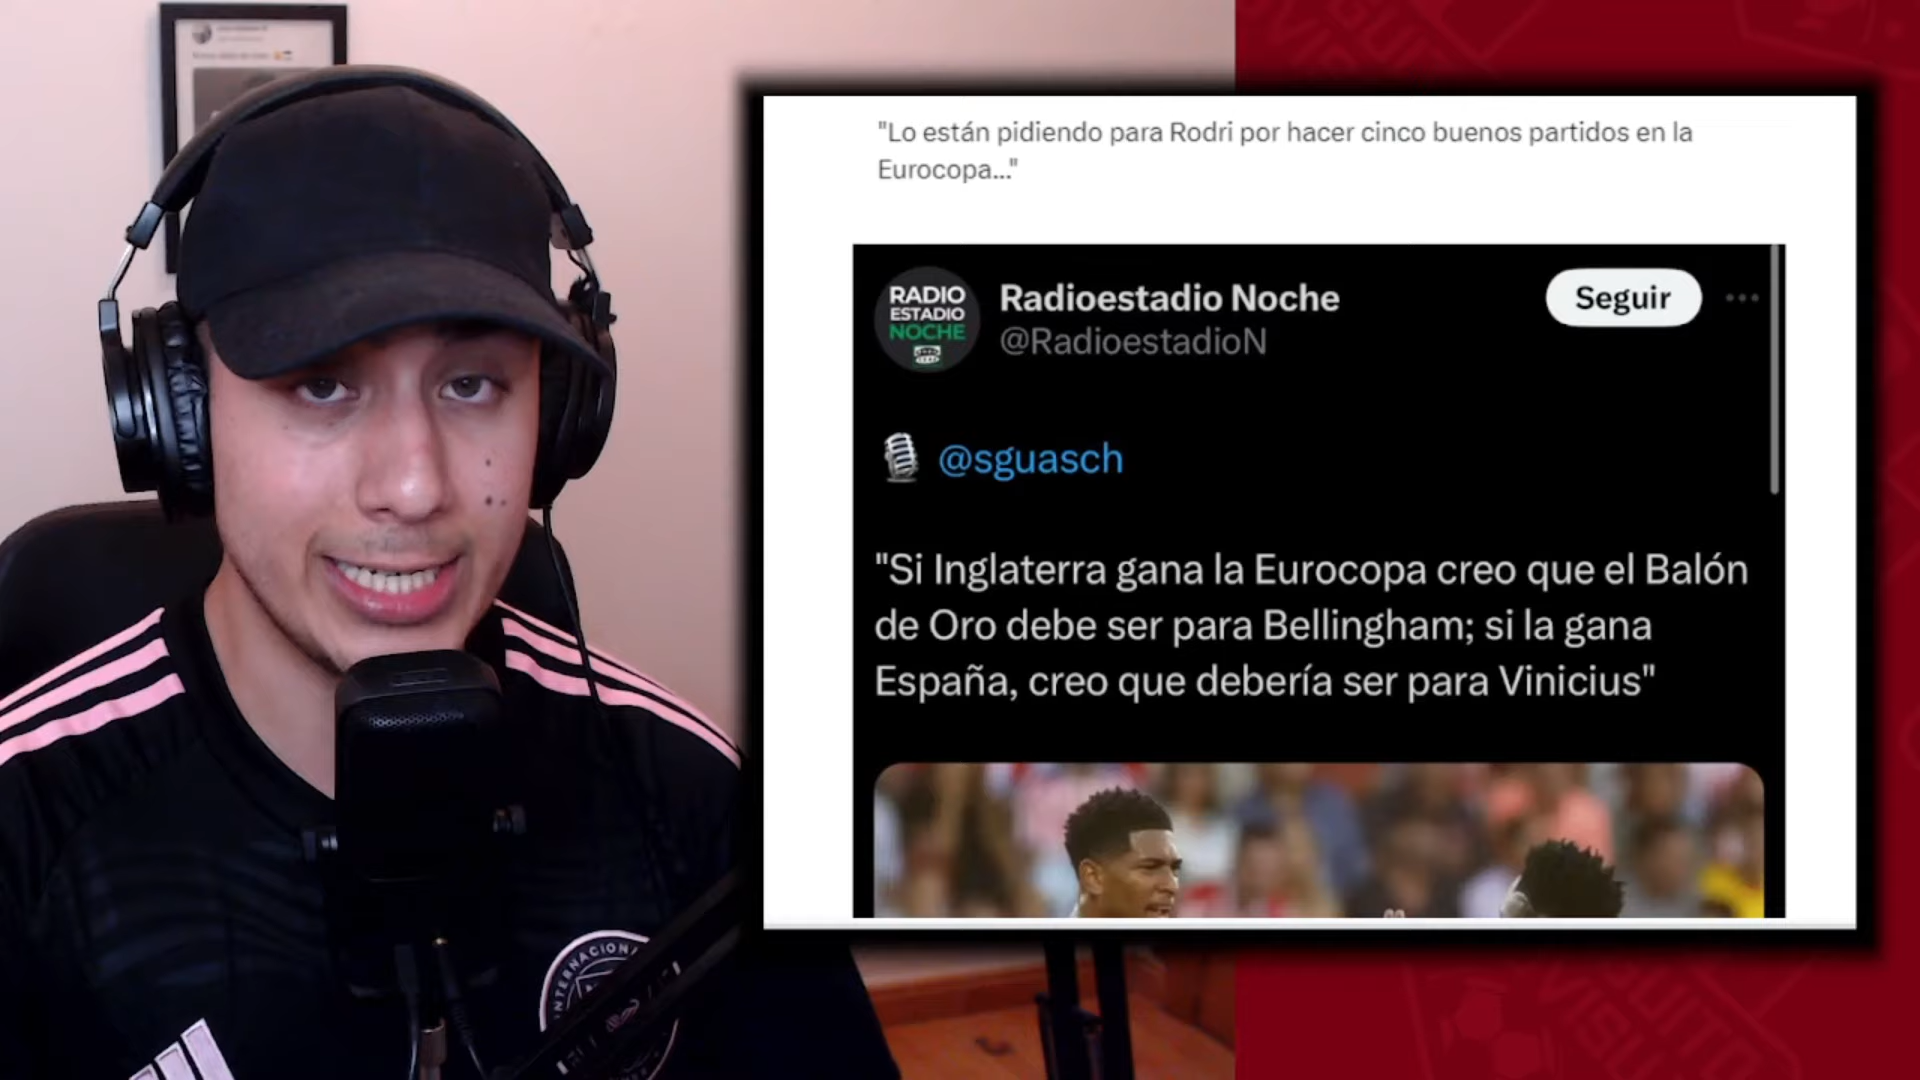 "Lo están pidiendo para Rodri por hacer cinco buenos partidos en la
Eurocopa..."
RADIO
ESTADIO
NOCHE
Radioestadio Noche
@RadioestadioN
Seguir
@sguasch
"Si Inglaterra gana la Eurocopa creo que el Balón
de Oro debe ser para Bellingham; si la gana
España, creo que debería ser para Vinicius"
INTERNACION